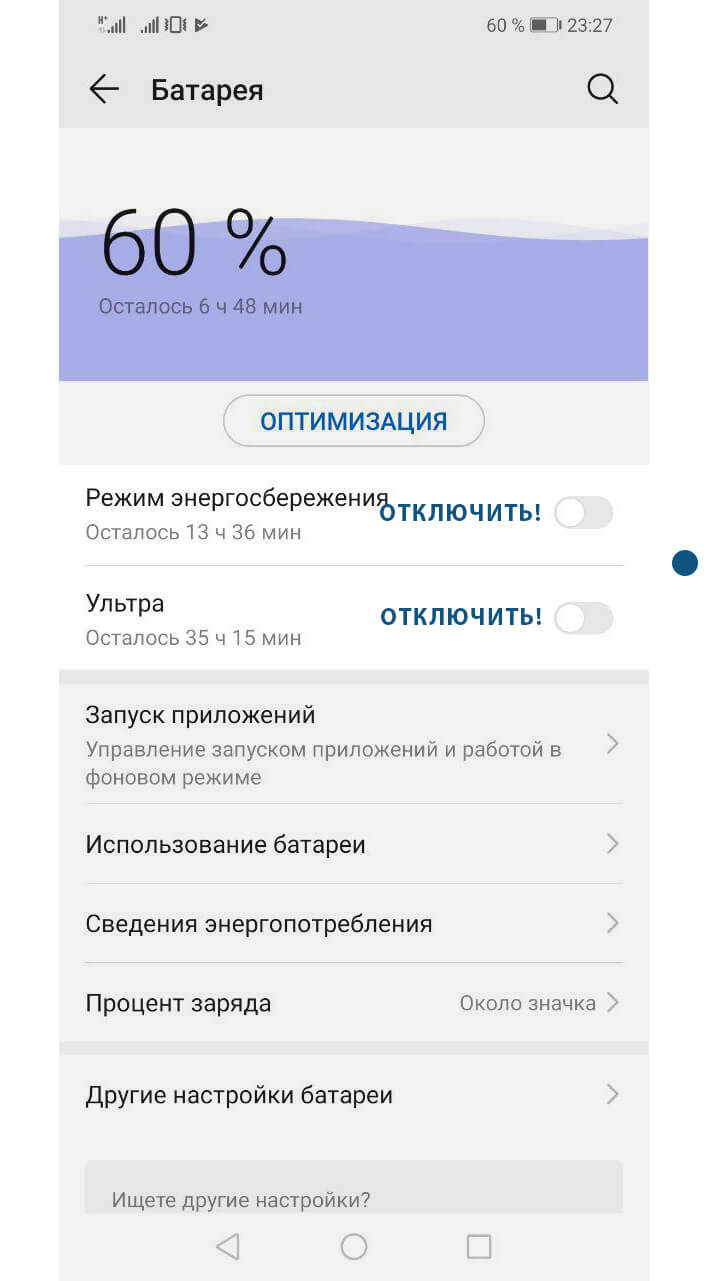 H+ 60 % 23:27
Батарея
60 %
Осталось 6 ч 48 мин
ОПТИМИЗАЦИЯ
Режим энергосбережения ОТКЛЮЧИТЬ!
Осталось 13 ч 36 мин
Ультра ОТКЛЮЧИТЬ!
Осталось 35 ч 15 мин
Запуск приложений
Управление запуском приложений и работой в
фоновом режиме
Использование батареи
Сведения энергопотребления
Процент заряда Около значка
Другие настройки батареи
Ищете другие настройки?